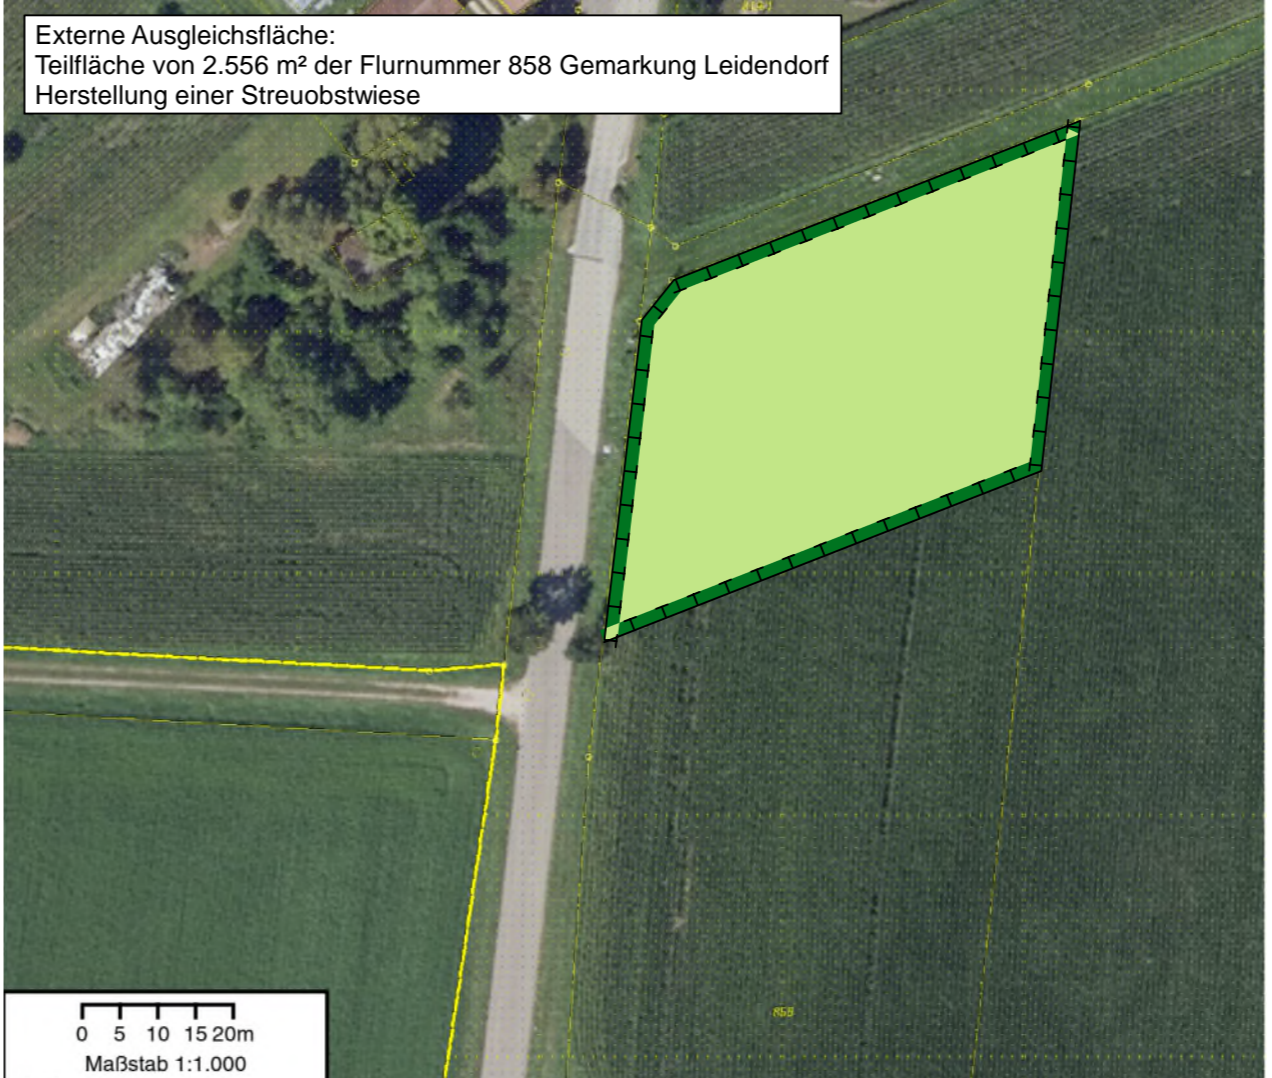 Externe Ausgleichsfläche:
Teilfläche von 2.556 m² der Flurnummer 858 Gemarkung Leidendorf
Herstellung einer Streuobstwiese
0 5 10 15 20m
Maßstab 1:1.000